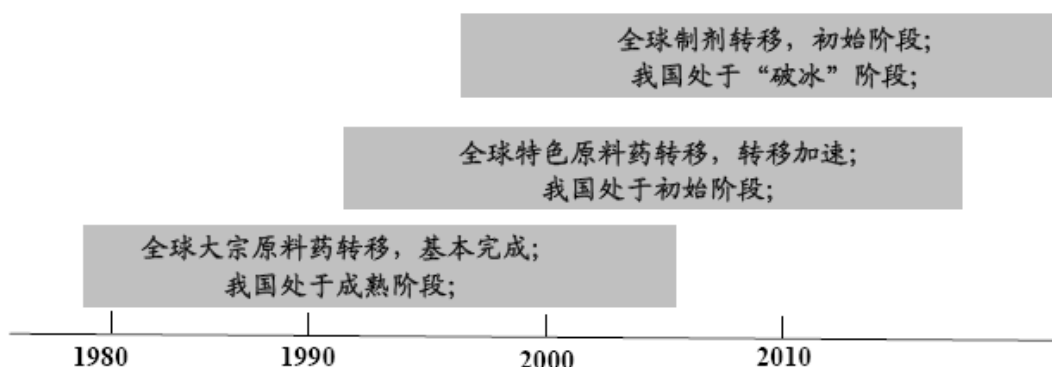 全球制剂转移，初始阶段；
我国处于“破冰”阶段；
全球特色原料药转移，转移加速；
我国处于初始阶段；
全球大宗原料药转移，基本完成；
我国处于成熟阶段；
1980 1990 2000 2010